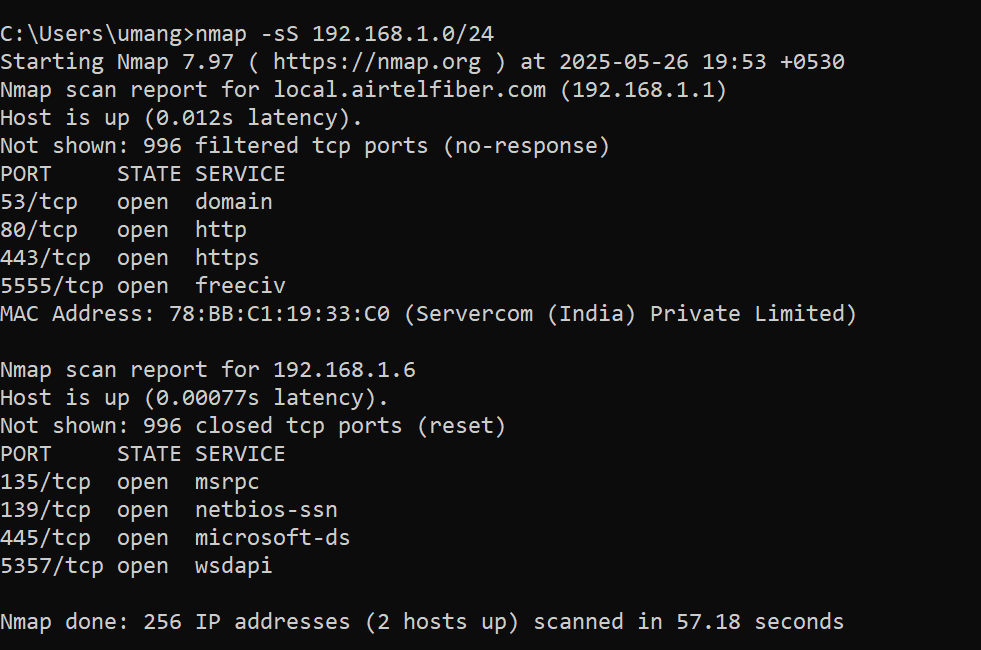 C:\Users\umang>nmap -sS 192.168.1.0/24
Starting Nmap 7.97 ( https://nmap.org ) at 2025-05-26 19:53 +0530
Nmap scan report for local.airtelfiber.com (192.168.1.1)
Host is up (0.012s latency).
Not shown: 996 filtered tcp ports (no-response)
PORT     STATE SERVICE
53/tcp   open  domain
80/tcp   open  http
443/tcp  open  https
5555/tcp open  freeciv
MAC Address: 78:BB:C1:19:33:C0 (Servercom (India) Private Limited)

Nmap scan report for 192.168.1.6
Host is up (0.00077s latency).
Not shown: 996 closed tcp ports (reset)
PORT     STATE SERVICE
135/tcp  open  msrpc
139/tcp  open  netbios-ssn
445/tcp  open  microsoft-ds
5357/tcp open  wsdapi

Nmap done: 256 IP addresses (2 hosts up) scanned in 57.18 seconds